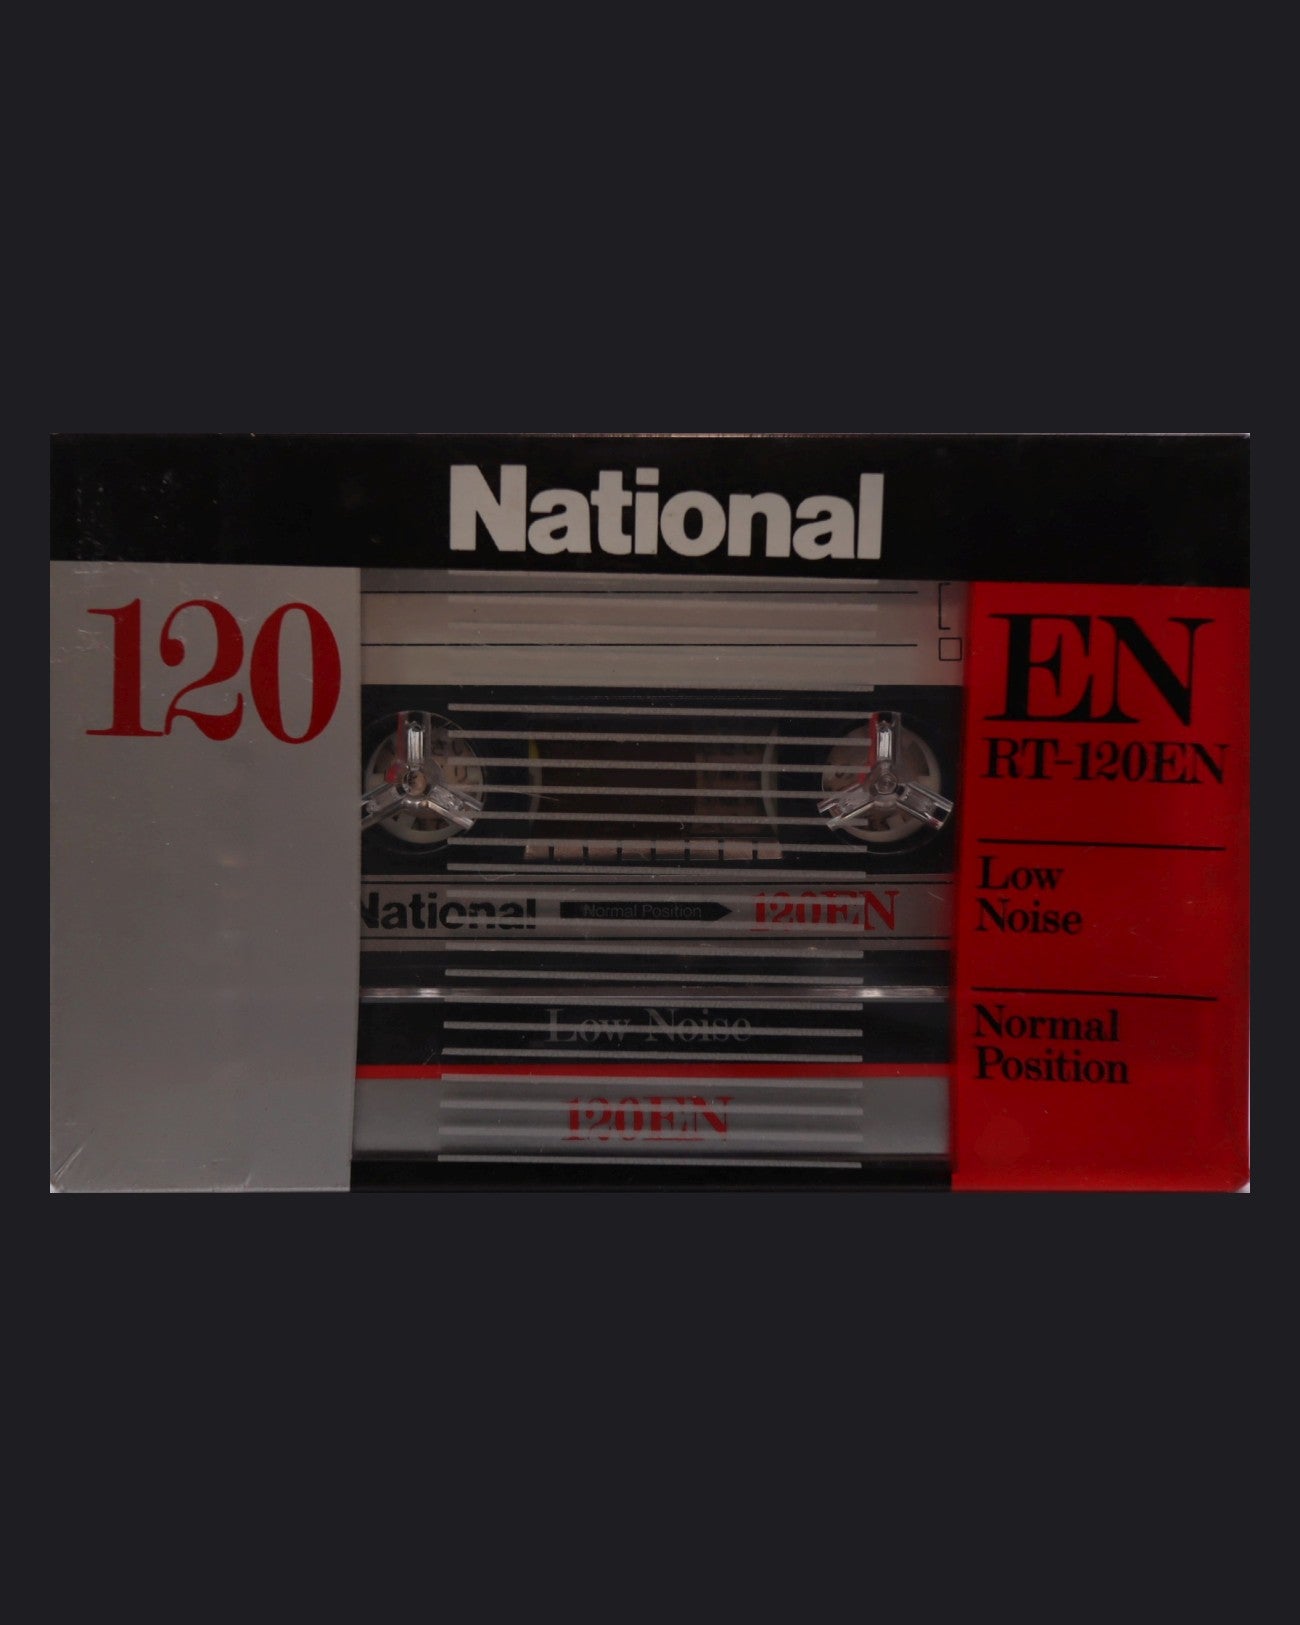 National
120
EN
RT-120EN
Low
Noise
Normal
Position
National
Normal Position
120EN
Low Noise
120EN